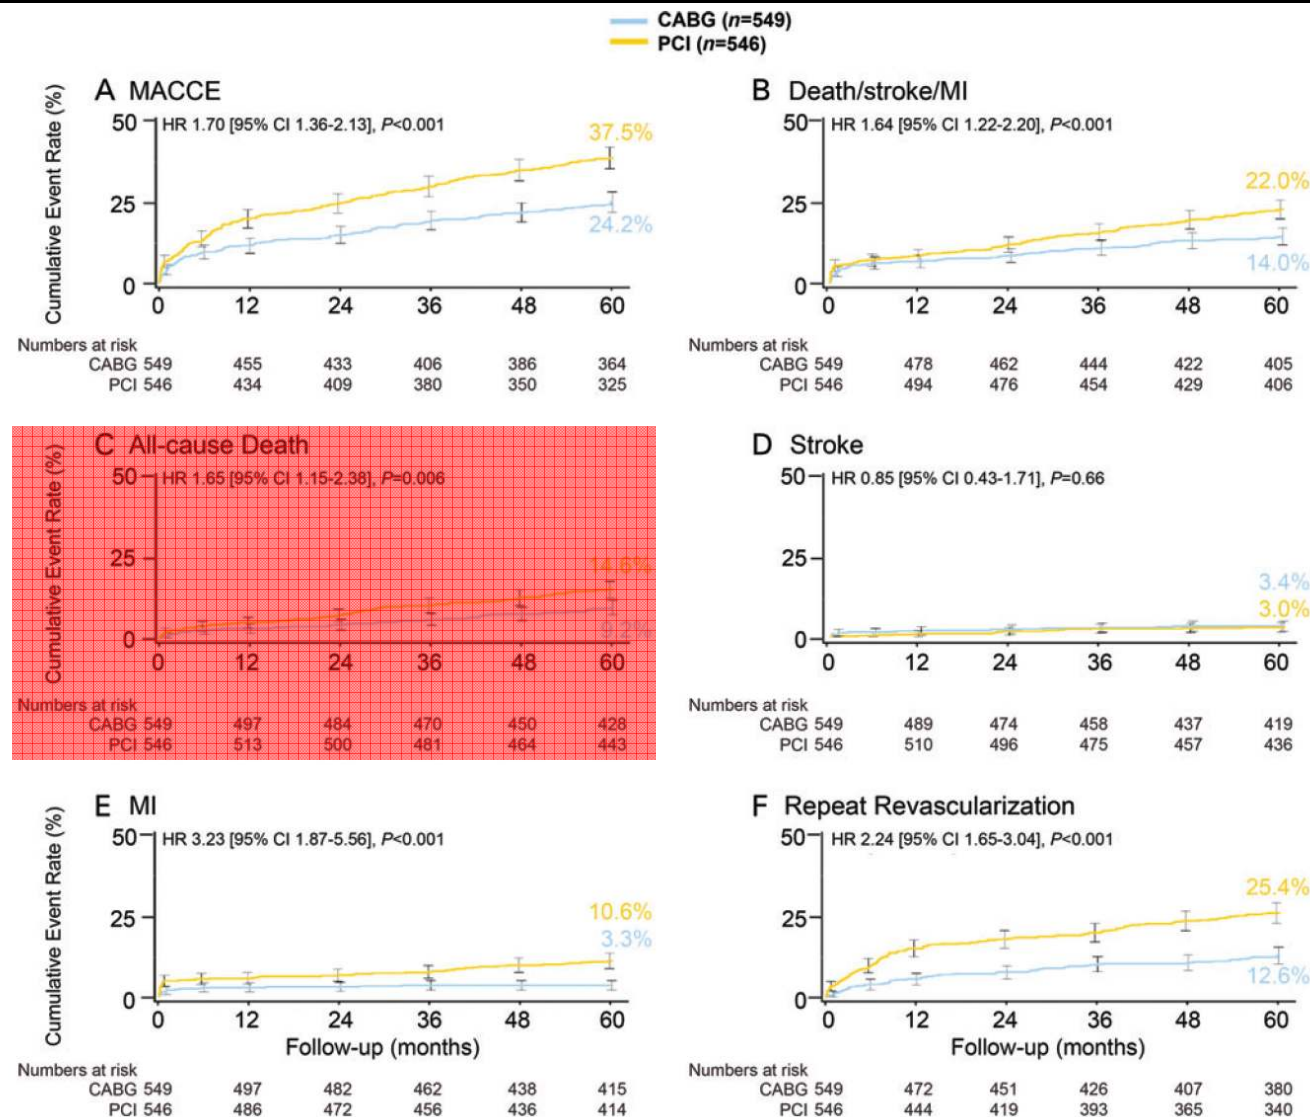 CABG (n=549)
PCI (n=546)
A MACCE
Cumulative Event Rate (%)
HR 1.70 [95% CI 1.36-2.13], P<0.001
50
25
0
37.5%
24.2%
0 12 24 36 48 60
Numbers at risk
CABG 549 455 433 406 386 364
PCI 546 434 409 380 350 325
B Death/stroke/MI
HR 1.64 [95% CI 1.22-2.20], P<0.001
50
25
0
22.0%
14.0%
0 12 24 36 48 60
Numbers at risk
CABG 549 478 462 444 422 405
PCI 546 494 476 454 429 406
C All-cause Death
Cumulative Event Rate (%)
HR 1.65 [95% CI 1.15-2.38], P=0.006
50
25
0
14.6%
9.2%
0 12 24 36 48 60
Numbers at risk
CABG 549 497 484 470 450 428
PCI 546 513 500 481 464 443
D Stroke
HR 0.85 [95% CI 0.43-1.71], P=0.66
50
25
0
3.4%
3.0%
0 12 24 36 48 60
Numbers at risk
CABG 549 489 474 458 437 419
PCI 546 510 496 475 457 436
E MI
Cumulative Event Rate (%)
HR 3.23 [95% CI 1.87-5.56], P<0.001
50
25
0
10.6%
3.3%
0 12 24 36 48 60
Follow-up (months)
Numbers at risk
CABG 549 497 482 462 438 415
PCI 546 486 472 456 436 414
F Repeat Revascularization
HR 2.24 [95% CI 1.65-3.04], P<0.001
50
25
0
25.4%
12.6%
0 12 24 36 48 60
Follow-up (months)
Numbers at risk
CABG 549 472 451 426 407 380
PCI 546 444 419 393 365 340